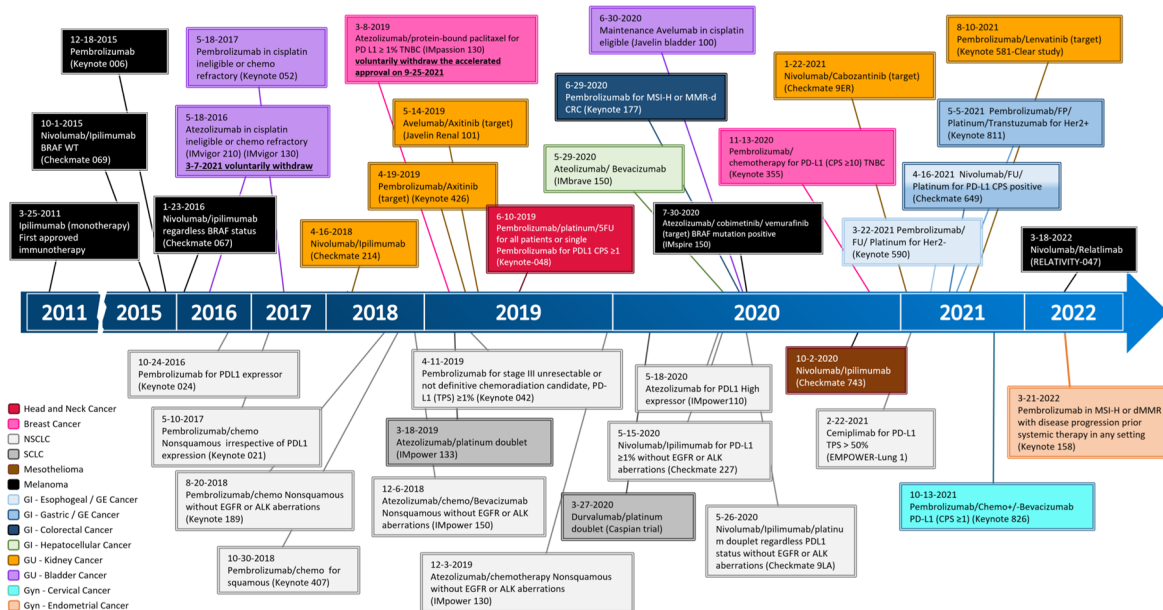 12-18-2015
Pembrolizumab
(Keynote 006)
10-1-2015
Nivolumab/Ipilimumab
BRAF WT
(Checkmate 069)
3-25-2011
Ipilimumab (monotherapy)
First approved
immunotherapy
1-23-2016
Nivolumab/ipilimumab
regardless BRAF status
(Checkmate 067)
5-18-2017
Pembrolizumab in cisplatin
ineligible or chemo
refractory (Keynote 052)
5-18-2016
Atezolizumab in cisplatin
ineligible or chemo refractory
(IMvigor 210) (IMvigor 130)
3-7-2021 voluntarily withdraw
4-16-2018
Nivolumab/Ipilimumab
(Checkmate 214)
3-8-2019
Atezolizumab/protein-bound paclitaxel for
PD L1 ≥ 1% TNBC (IMpassion 130)
voluntarily withdraw the accelerated
approval on 9-25-2021
5-14-2019
Avelumab/Axitinib (target)
(Javelin Renal 101)
4-19-2019
Pembrolizumab/Axitinib
(target) (Keynote 426)
6-10-2019
Pembrolizumab/platinum/5FU
for all patients or single
Pembrolizumab for PDL1 CPS ≥1
(Keynote-048)
6-30-2020
Maintenance Avelumab in cisplatin
eligible (Javelin bladder 100)
6-29-2020
Pembrolizumab for MSI-H or MMR-d
CRC (Keynote 177)
5-29-2020
Ateolizumab/ Bevacizumab
(IMbrave 150)
7-30-2020
Atezolizumab/ cobimetinib/ vemurafinib
(target) BRAF mutation positive
(IMspire 150)
11-13-2020
Pembrolizumab/
chemotherapy for PD-L1 (CPS ≥10) TNBC
(Keynote 355)
1-22-2021
Nivolumab/Cabozantinib (target)
(Checkmate 9ER)
8-10-2021
Pembrolizumab/Lenvatinib (target)
(Keynote 581-Clear study)
5-5-2021 Pembrolizumab/FP/
Platinum/Transtuzumab for Her2+
(Keynote 811)
4-16-2021 Nivolumab/FU/
Platinum for PD-L1 CPS positive
(Checkmate 649)
3-22-2021 Pembrolizumab/
FU/ Platinum for Her2-
(Keynote 590)
3-18-2022
Nivolumab/Relatlimab
(RELATIVITY-047)
2011 2015 2016 2017 2018 2019 2020 2021 2022
10-24-2016
Pembolizumab for PDL1 expressor
(Keynote 024)
5-10-2017
Pembrolizumab/chemo
Nonsquamous irrespective of PDL1
expression (Keynote 021)
8-20-2018
Pembrolizumab/chemo Nonsquamous
without EGFR or ALK aberrations
(Keynote 189)
10-30-2018
Pembrolizumab/chemo for
squamous (Keynote 407)
4-11-2019
Pembrolizumab for stage III unresectable or
not definitive chemoradiation candidate, PD-
L1 (TPS) ≥1% (Keynote 042)
3-18-2019
Atezolizumab/platinum doublet
(IMpower 133)
12-6-2018
Atezolizumab/chemo/Bevacizumab
Nonsquamous without EGFR or ALK
aberrations (IMpower 150)
12-3-2019
Atezolizumab/chemotherapy Nonsquamous
without EGFR or ALK aberrations
(IMpower 130)
5-18-2020
Atezolizumab for PDL1 High
expressor (IMpower110)
5-15-2020
Nivolumab/Ipilimumab for PD-L1
≥1% without EGFR or ALK
aberrations (Checkmate 227)
3-27-2020
Durvalumab/platinum
doublet (Caspian trial)
5-26-2020
Nivolumab/Ipilimumab/platinu
m douplet regardless PDL1
status without EGFR or ALK
aberrations
(Checkmate 9LA)
10-2-2020
Nivolumab/Ipilimumab
(Checkmate 743)
2-22-2021
Cemiplimab for PD-L1
TPS > 50%
(EMPOWER-Lung 1)
10-13-2021
Pembrolizumab/Chemo+/-Bevacizumab
PD-L1 (CPS ≥1) (Keynote 826)
3-21-2022
Pembrolizumab in MSI-H or dMMR
with disease progression prior
systemic therapy in any setting
(Keynote 158)
Head and Neck Cancer
Breast Cancer
NSCLC
SCLC
Mesothelioma
Melanoma
GI - Esophogeal / GE Cancer
GI - Gastric / GE Cancer
GI - Colorectal Cancer
GI - Hepatocellular Cancer
GU - Kidney Cancer
GU - Bladder Cancer
Gyn - Cervical Cancer
Gyn - Endometrial Cancer